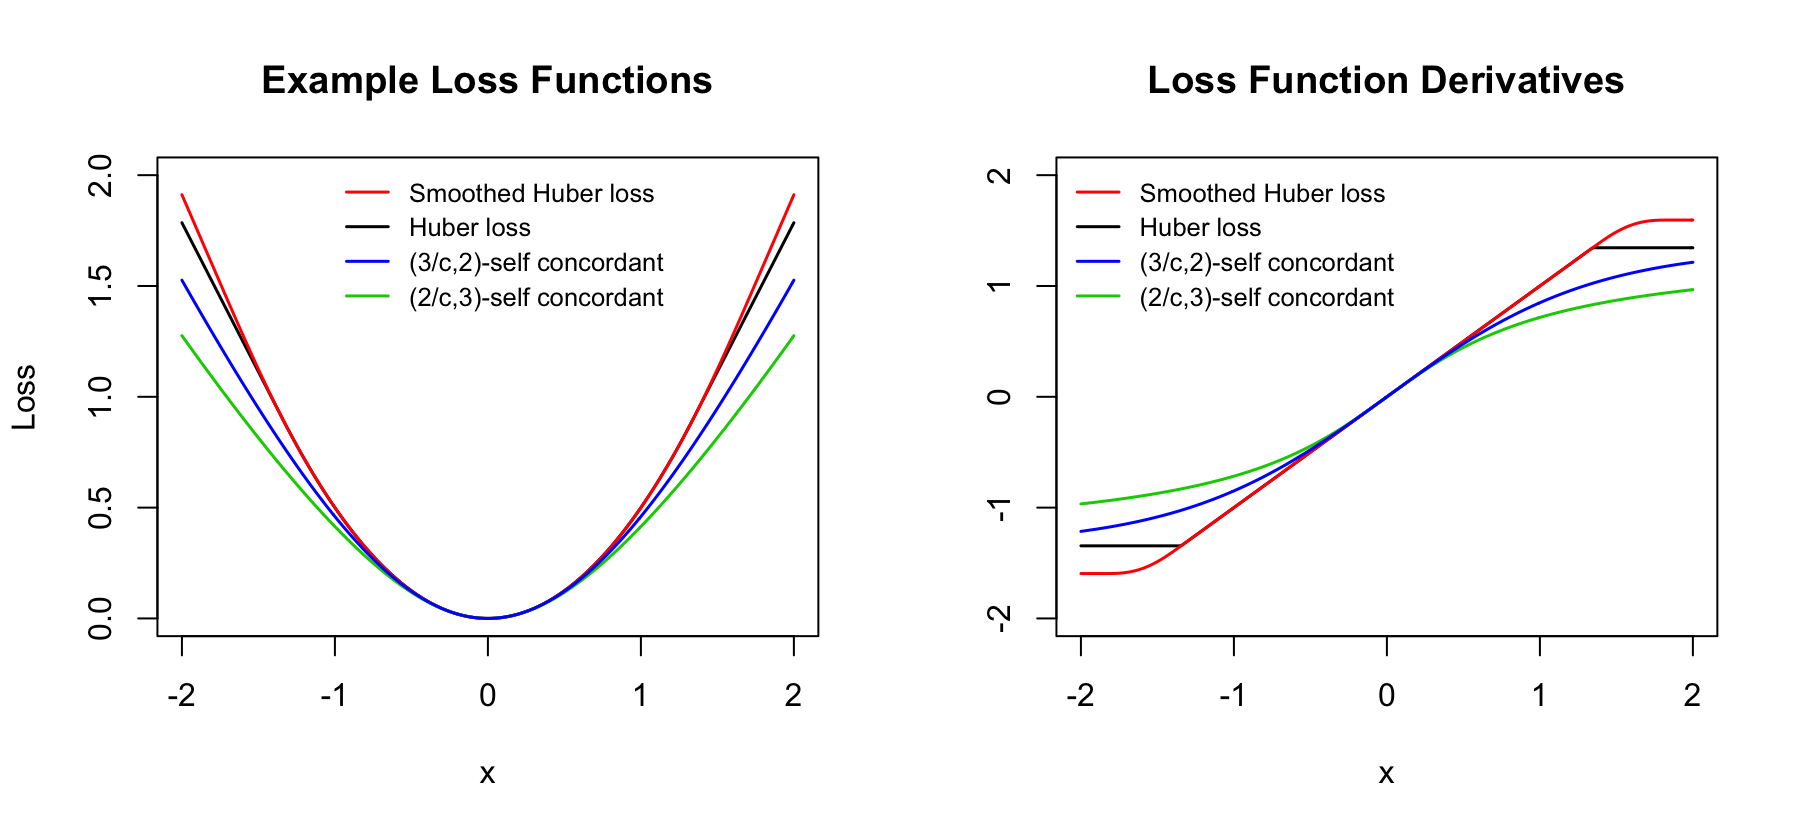 Example Loss Functions
Loss
2.0
1.5
1.0
0.5
0.0
Smoothed Huber loss
Huber loss
(3/c,2)-self concordant
(2/c,3)-self concordant
-2 -1 0 1 2
x
Loss Function Derivatives
2
1
0
-1
-2
Smoothed Huber loss
Huber loss
(3/c,2)-self concordant
(2/c,3)-self concordant
-2 -1 0 1 2
x